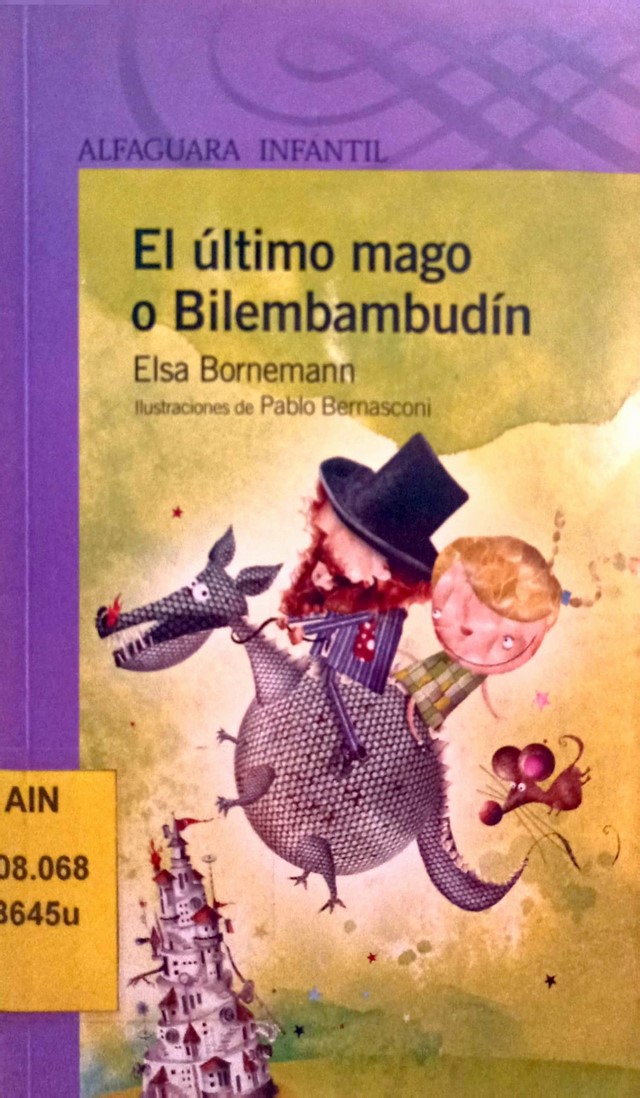 ALFAGUARA INFANTIL
El último mago
o Bilembambudín
Elsa Bornemann
Ilustraciones de Pablo Bernasconi
AIN
08.068
3645u